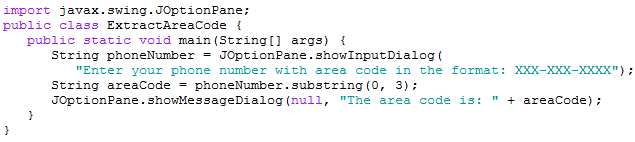 import javax.swing.JOptionPane;
public class ExtractAreaCode {
   public static void main(String[] args) {
      String phoneNumber = JOptionPane.showInputDialog(
         "Enter your phone number with area code in the format: XXX-XXX-XXXX");
      String areaCode = phoneNumber.substring(0, 3);
      JOptionPane.showMessageDialog(null, "The area code is: " + areaCode);
   }
}